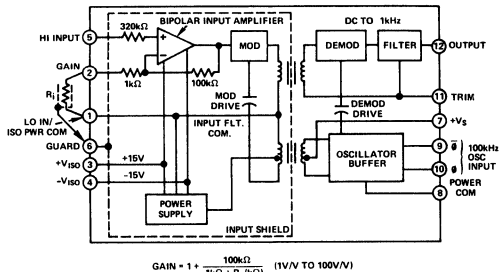 BIPOLAR INPUT AMPLIFIER
DC TO 1kHz
HI INPUT 5
320kΩ
+
−
MOD
DEMOD
FILTER
12 OUTPUT
GAIN
2
1kΩ
100kΩ
MOD
DRIVE
DEMOD
DRIVE
11
TRIM
Ri
1
LO IN/
ISO PWR COM
INPUT FLT.
COM.
7
+VS
GUARD
6
OSCILLATOR
BUFFER
9 φ̄
10 φ
100kHz
OSC
INPUT
+VISO 3
+15V
−VISO 4
−15V
8
POWER
COM
POWER
SUPPLY
INPUT SHIELD
GAIN = 1 + 100kΩ (1V/V TO 100V/V)